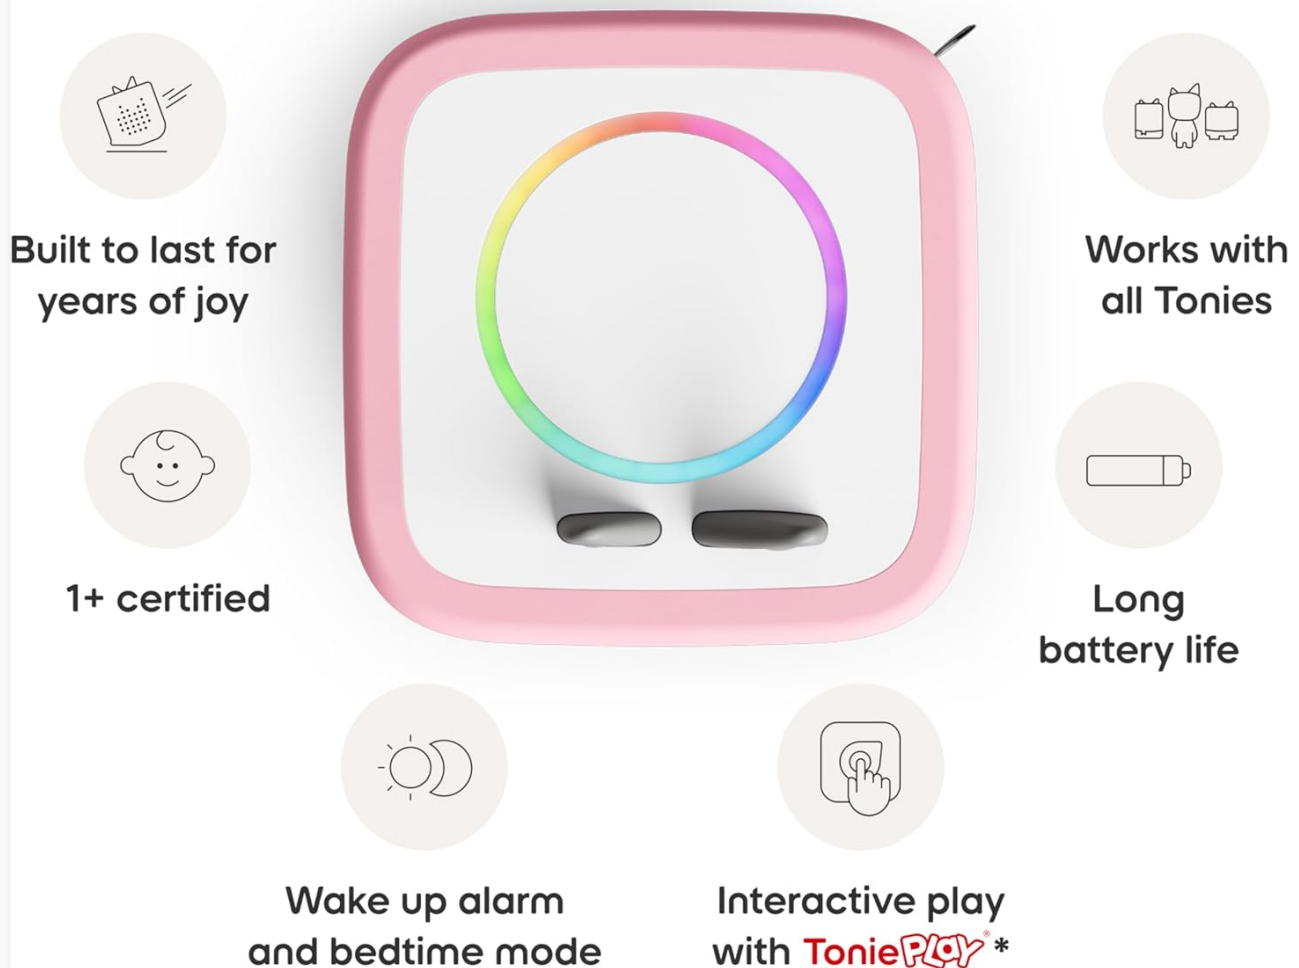 Built to last for
years of joy
Works with
all Tonies
1+ certified
Long
battery life
Wake up alarm
and bedtime mode
Interactive play
with ToniePLAY®*